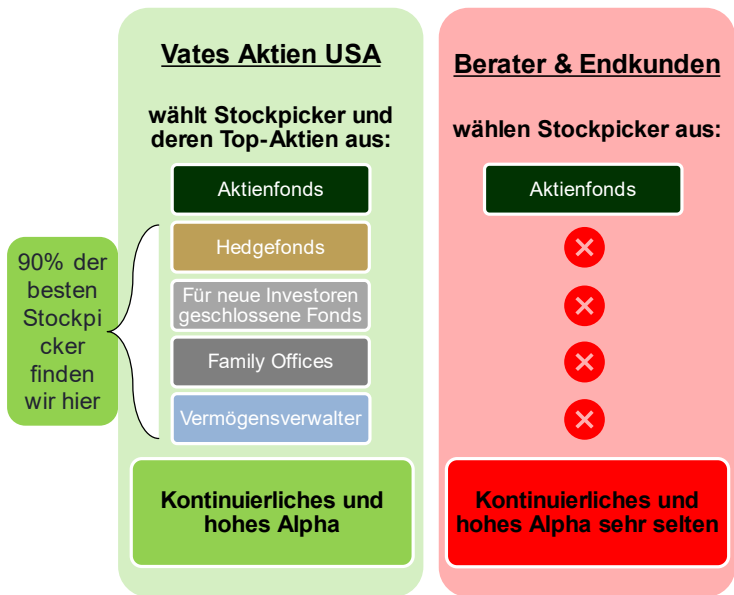 Vates Aktien USA
wählt Stockpicker und
deren Top-Aktien aus:
Aktienfonds
Hedgefonds
Für neue Investoren
geschlossene Fonds
Family Offices
Vermögensverwalter
90% der
besten
Stockpi
cker
finden
wir hier
Kontinuierliches und
hohes Alpha
Berater & Endkunden
wählen Stockpicker aus:
Aktienfonds
Kontinuierliches und
hohes Alpha sehr selten